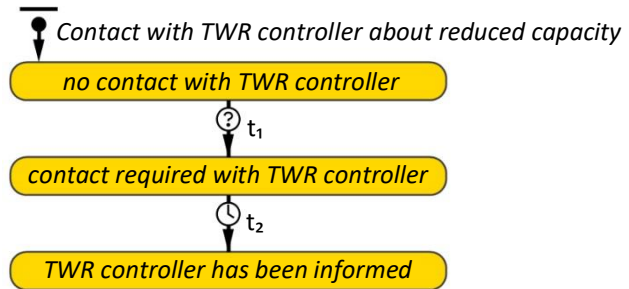 Contact with TWR controller about reduced capacity
no contact with TWR controller
? t₁
contact required with TWR controller
t₂
TWR controller has been informed